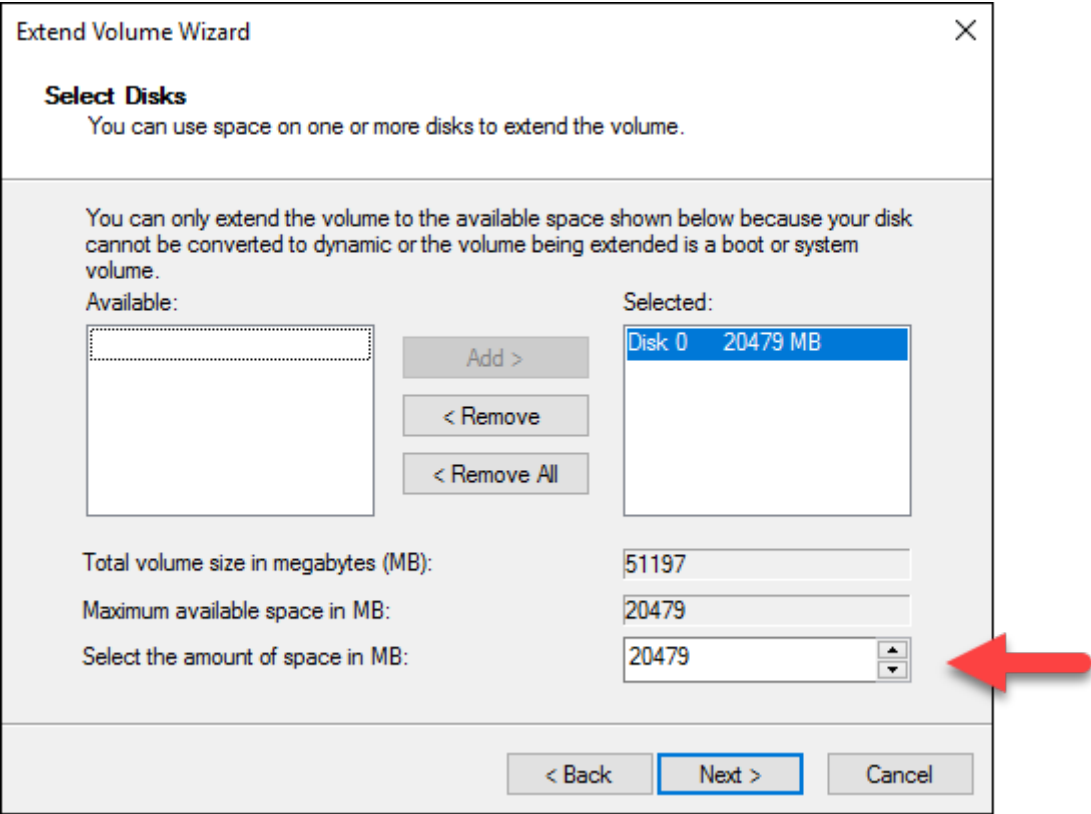 Extend Volume Wizard
Select Disks
You can use space on one or more disks to extend the volume.
You can only extend the volume to the available space shown below because your disk
cannot be converted to dynamic or the volume being extended is a boot or system
volume.
Available:
Selected:
Disk 0 20479 MB
Add >
< Remove
< Remove All
Total volume size in megabytes (MB): 51197
Maximum available space in MB: 20479
Select the amount of space in MB: 20479
< Back Next > Cancel